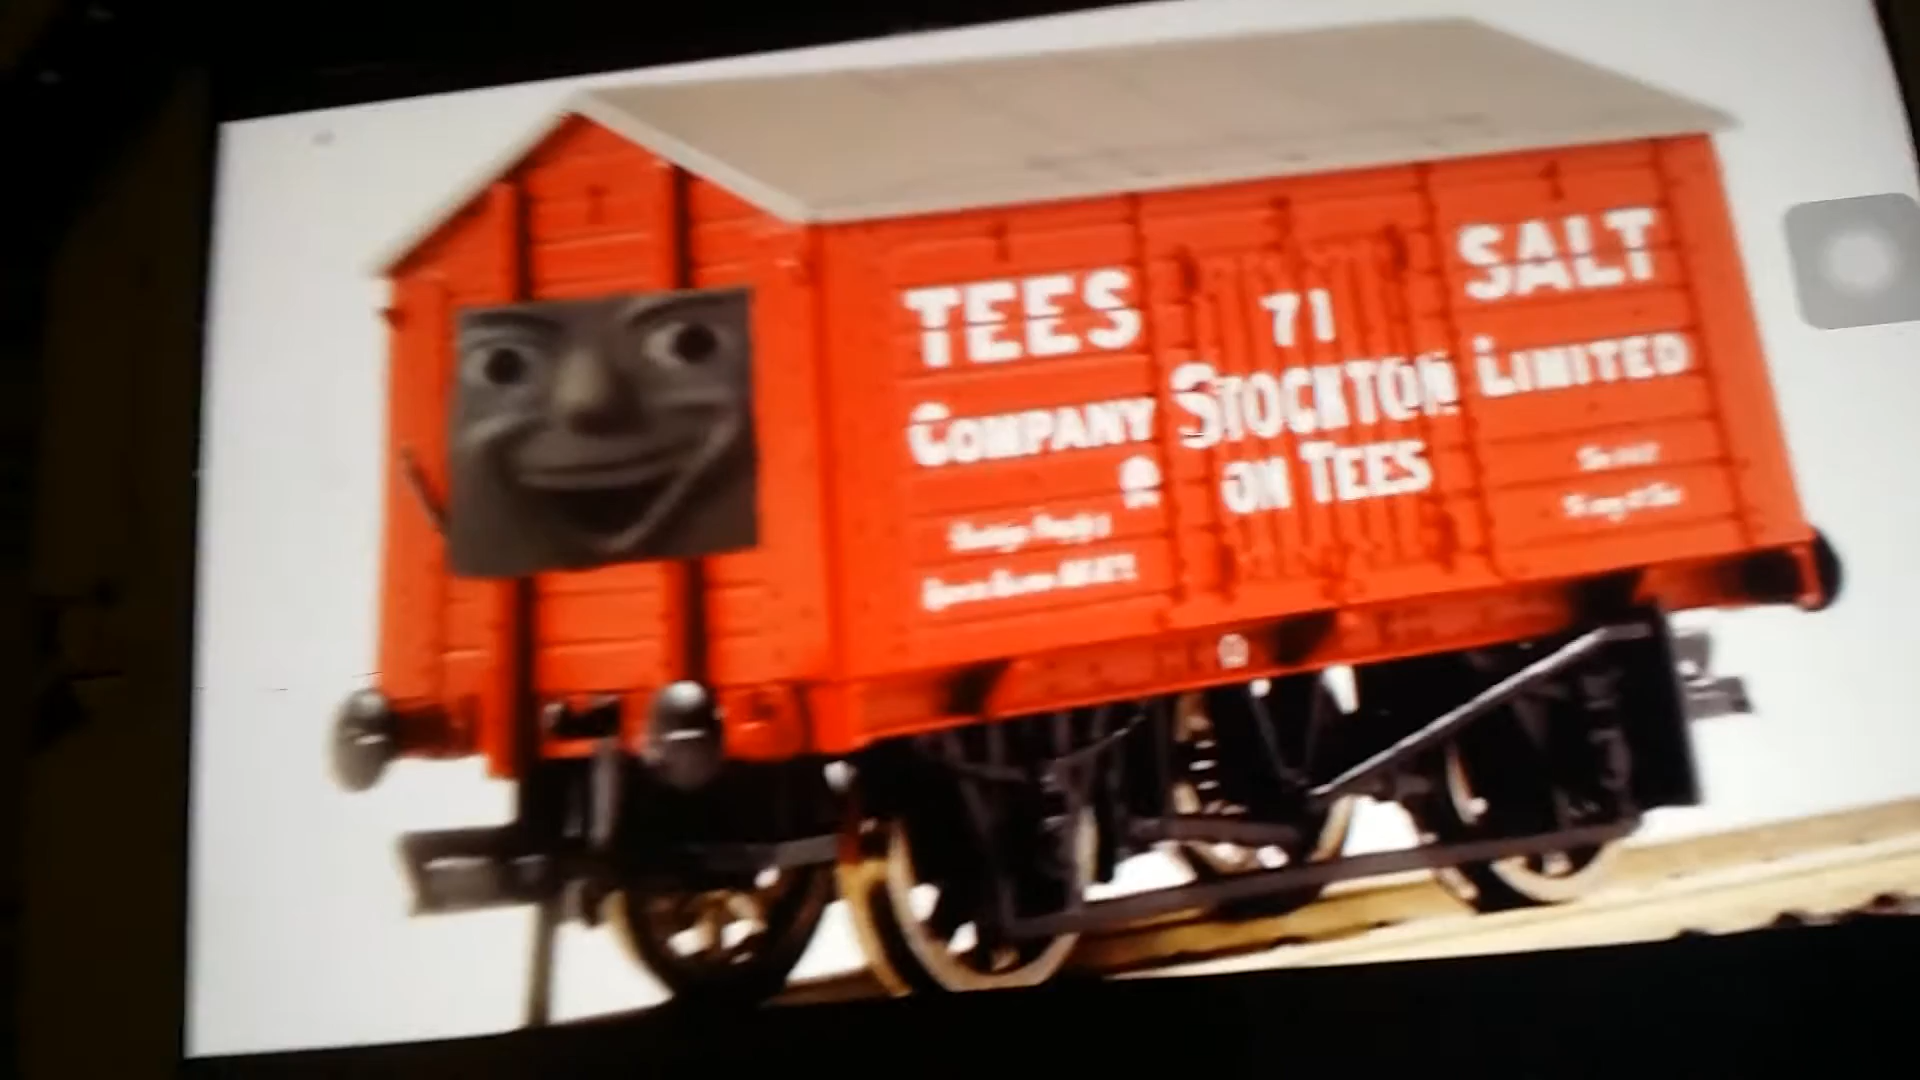 TEES
71
SALT
COMPANY
STOCKTON
LIMITED
ON TEES